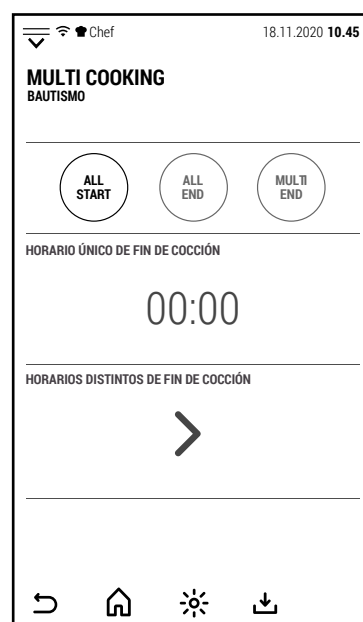 Chef 18.11.2020 10.45
MULTI COOKING
BAUTISMO
ALL
START
ALL
END
MULTI
END
HORARIO ÚNICO DE FIN DE COCCIÓN
00:00
HORARIOS DISTINTOS DE FIN DE COCCIÓN